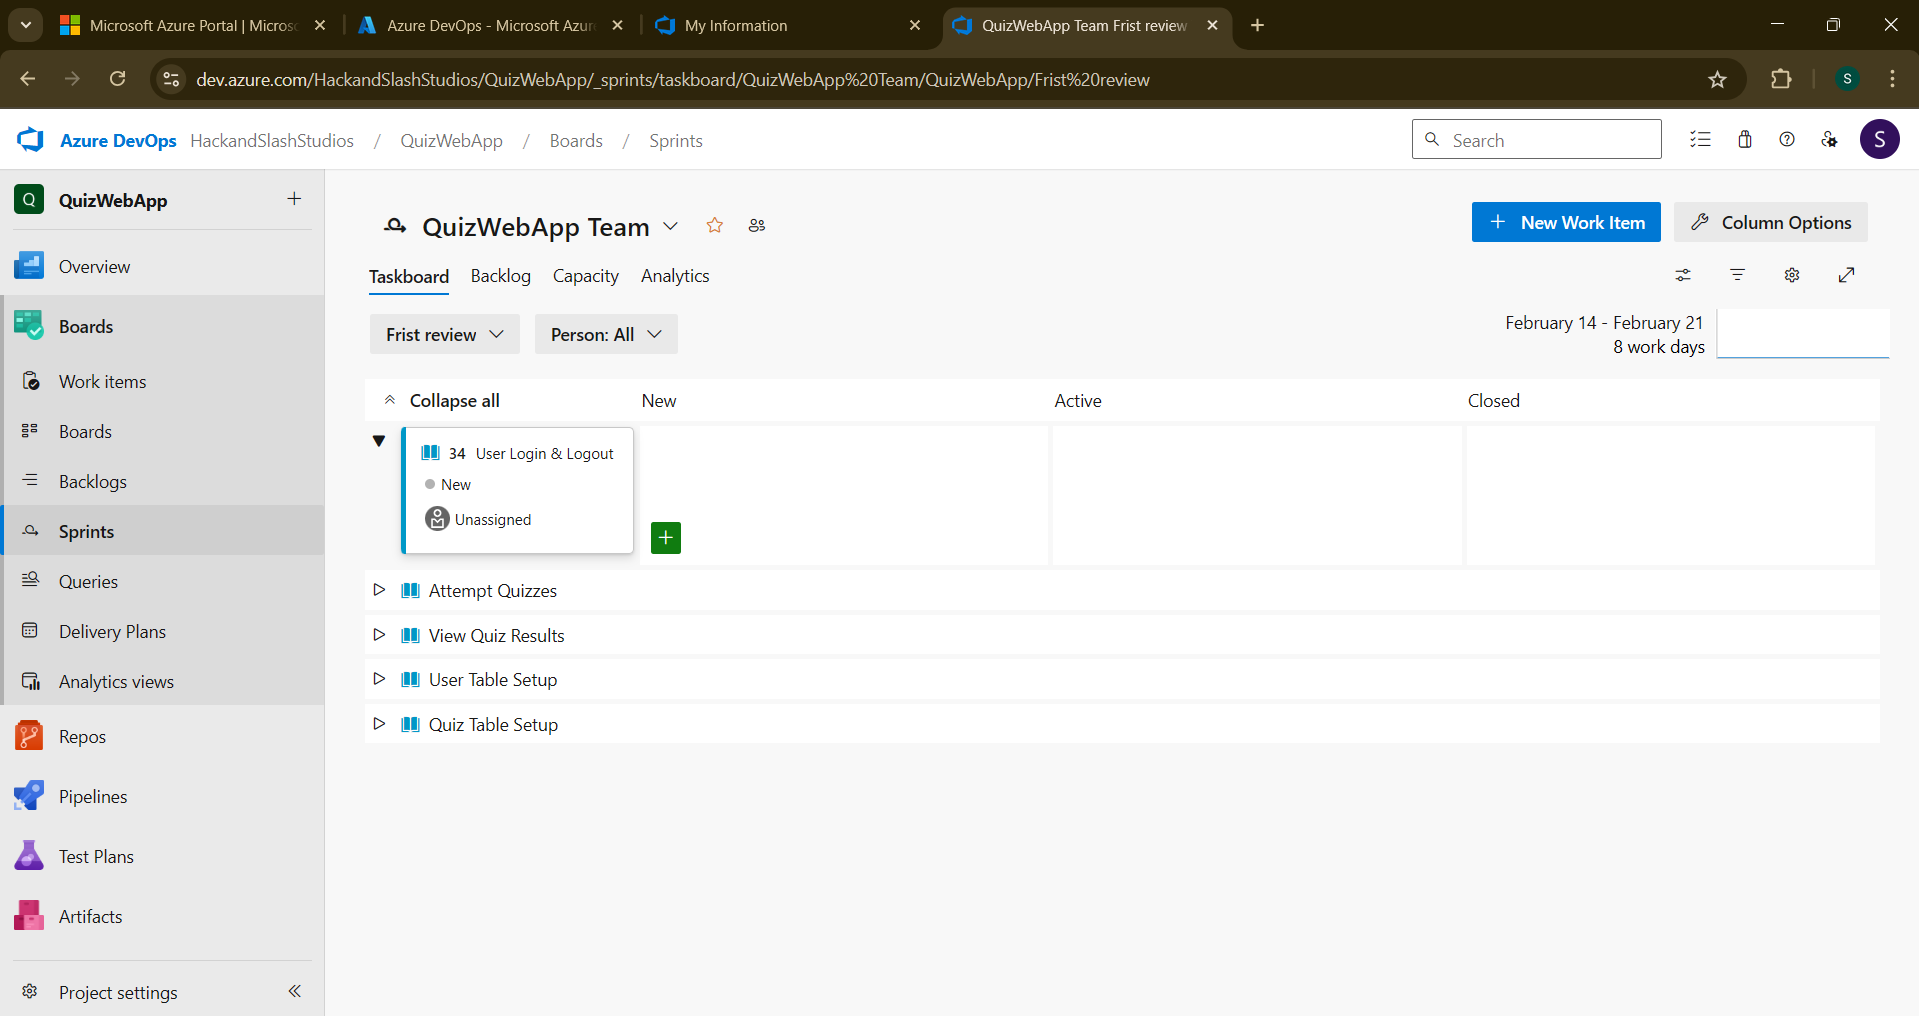 Microsoft Azure Portal | Micros
Azure DevOps - Microsoft Azur
My Information
QuizWebApp Team Frist review
dev.azure.com/HackandSlashStudios/QuizWebApp/_sprints/taskboard/QuizWebApp%20Team/QuizWebApp/Frist%20review
S
Azure DevOps
HackandSlashStudios / QuizWebApp / Boards / Sprints
Search
S
Q QuizWebApp
Overview
Boards
Work items
Boards
Backlogs
Sprints
Queries
Delivery Plans
Analytics views
Repos
Pipelines
Test Plans
Artifacts
Project settings
QuizWebApp Team
New Work Item
Column Options
Taskboard Backlog Capacity Analytics
Frist review
Person: All
February 14 - February 21
8 work days
Collapse all
New
Active
Closed
34 User Login & Logout
New
Unassigned
Attempt Quizzes
View Quiz Results
User Table Setup
Quiz Table Setup